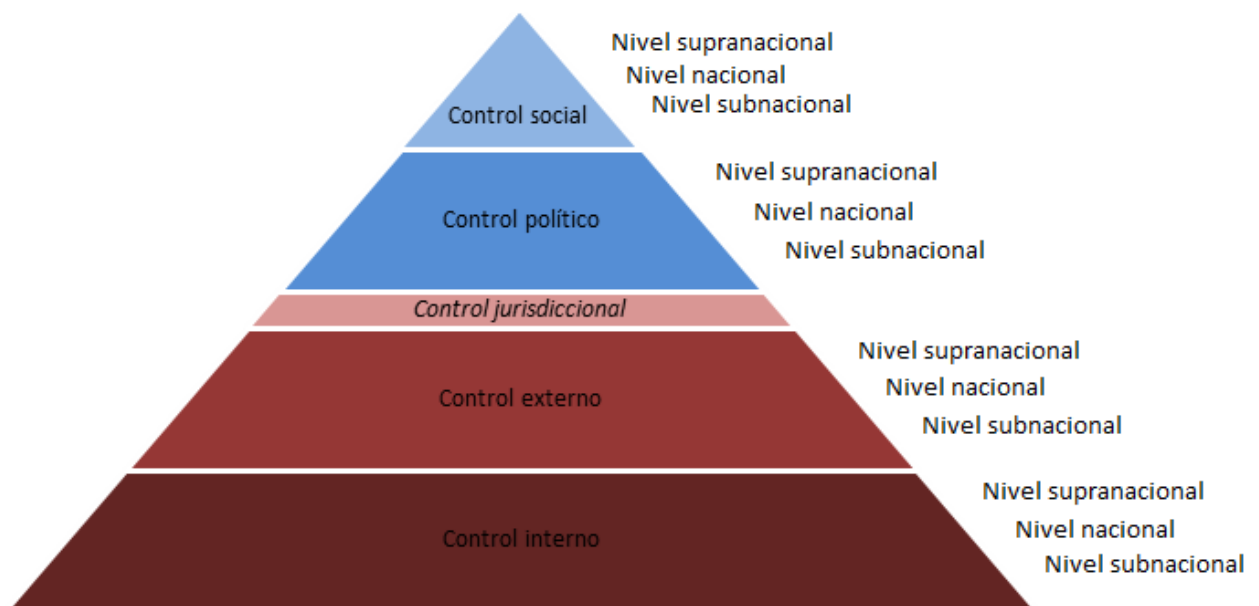 Nivel supranacional
Nivel nacional
Nivel subnacional
Control social
Nivel supranacional
Control político
Nivel nacional
Nivel subnacional
Control jurisdiccional
Nivel supranacional
Control externo
Nivel nacional
Nivel subnacional
Nivel supranacional
Control interno
Nivel nacional
Nivel subnacional